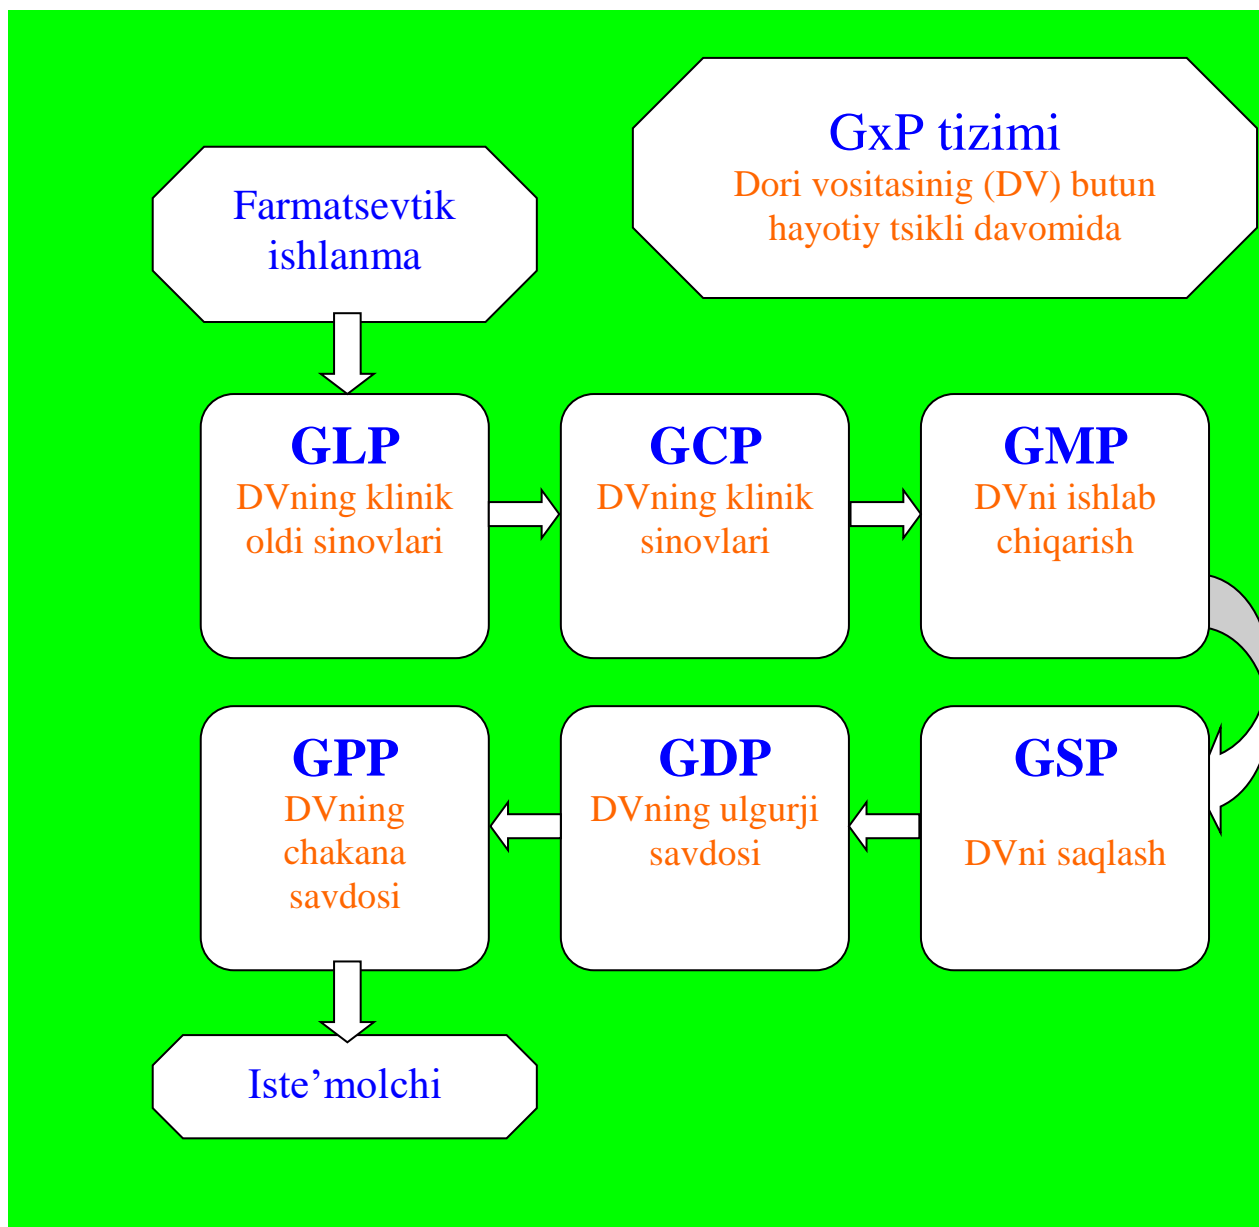 GxP tizimi
Dori vositasinig (DV) butun
hayotiy tsikli davomida
Farmatsevtik
ishlanma
GLP
DVning klinik
oldi sinovlari
GCP
DVning klinik
sinovlari
GMP
DVni ishlab
chiqarish
GPP
DVning
chakana
savdosi
GDP
DVning ulgurji
savdosi
GSP
DVni saqlash
Iste’molchi